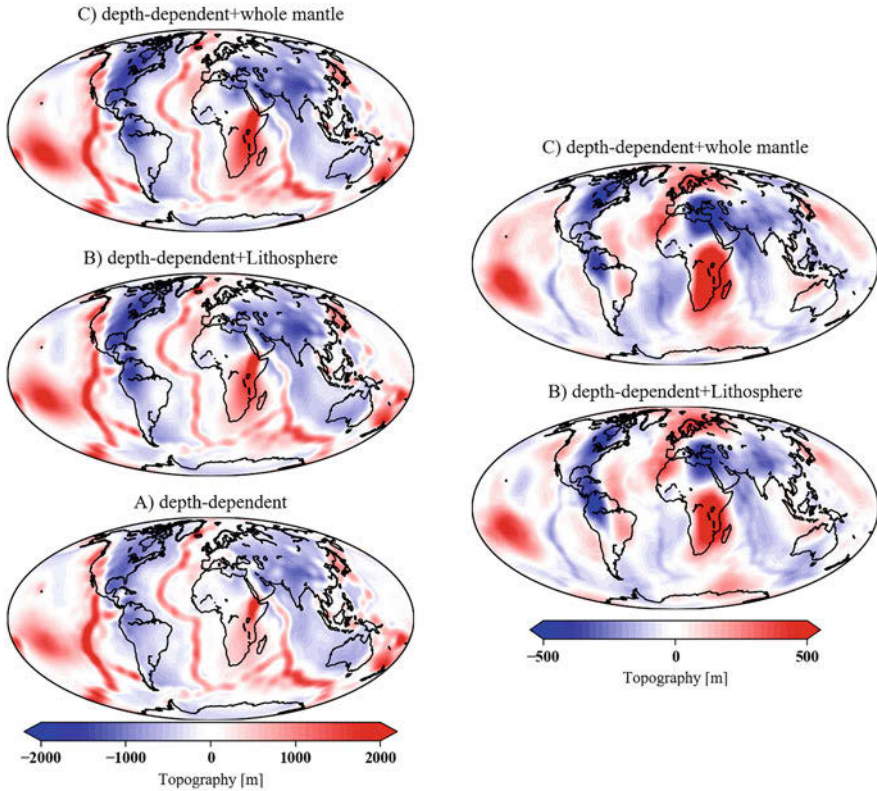 C) depth-dependent+whole mantle
B) depth-dependent+Lithosphere
A) depth-dependent
−2000 −1000 0 1000 2000
Topography [m]
C) depth-dependent+whole mantle
B) depth-dependent+Lithosphere
−500 0 500
Topography [m]